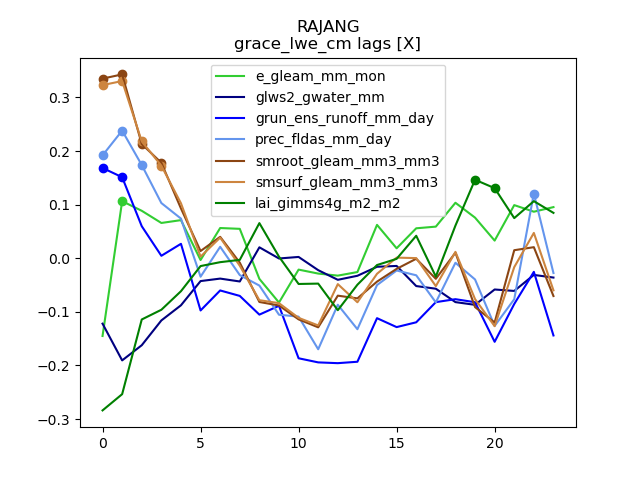 RAJANG
grace_lwe_cm lags [X]
e_gleam_mm_mon
glws2_gwater_mm
grun_ens_runoff_mm_day
prec_fldas_mm_day
smroot_gleam_mm3_mm3
smsurf_gleam_mm3_mm3
lai_gimms4g_m2_m2
0.3
0.2
0.1
0.0
−0.1
−0.2
−0.3
0 5 10 15 20